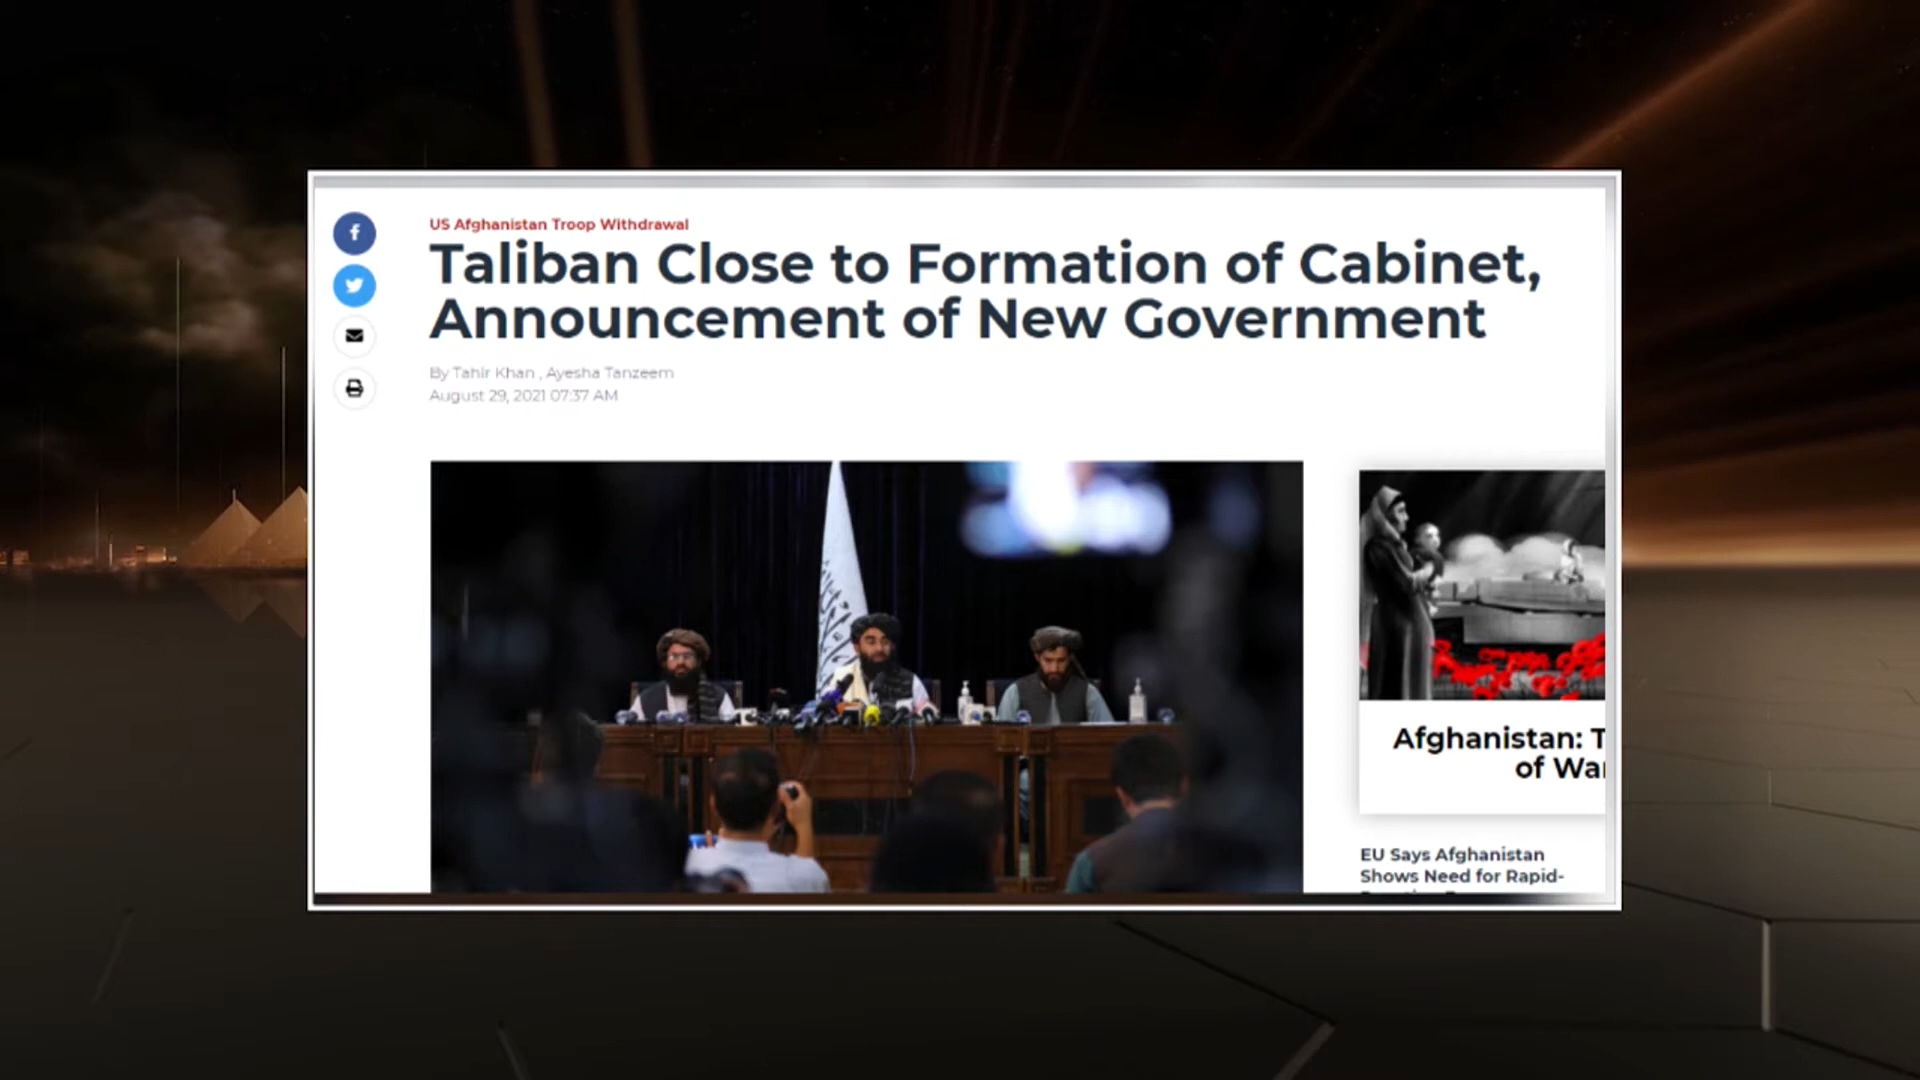 US Afghanistan Troop Withdrawal
Taliban Close to Formation of Cabinet,
Announcement of New Government
By Tahir Khan , Ayesha Tanzeem
August 29, 2021 07:37 AM
Afghanistan: T
of War
EU Says Afghanistan
Shows Need for Rapid-